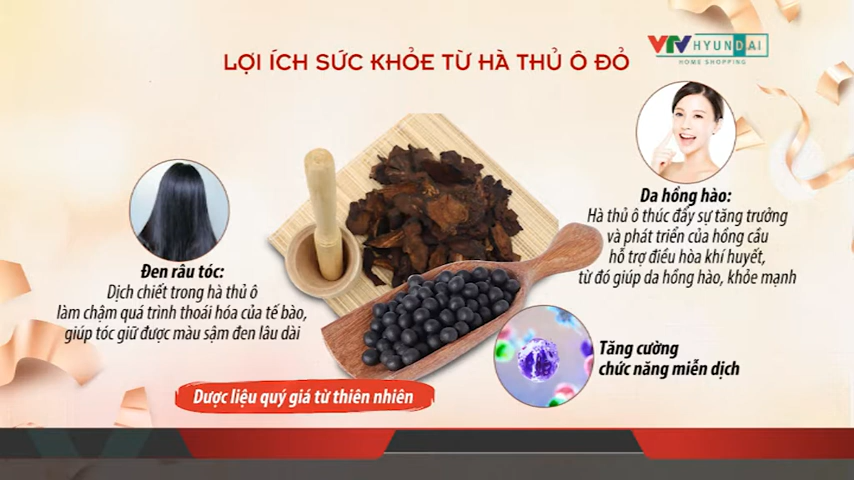 LỢI ÍCH SỨC KHỎE TỪ HÀ THỦ Ô ĐỎ
VTV HYUNDAI
HOME SHOPPING
Đen râu tóc:
Dịch chiết trong hà thủ ô
làm chậm quá trình thoái hóa của tế bào,
giúp tóc giữ được màu sậm đen lâu dài
Da hồng hào:
Hà thủ ô thúc đẩy sự tăng trưởng
và phát triển của hồng cầu
hỗ trợ điều hòa khí huyết,
từ đó giúp da hồng hào, khỏe mạnh
Tăng cường
chức năng miễn dịch
Dược liệu quý giá từ thiên nhiên